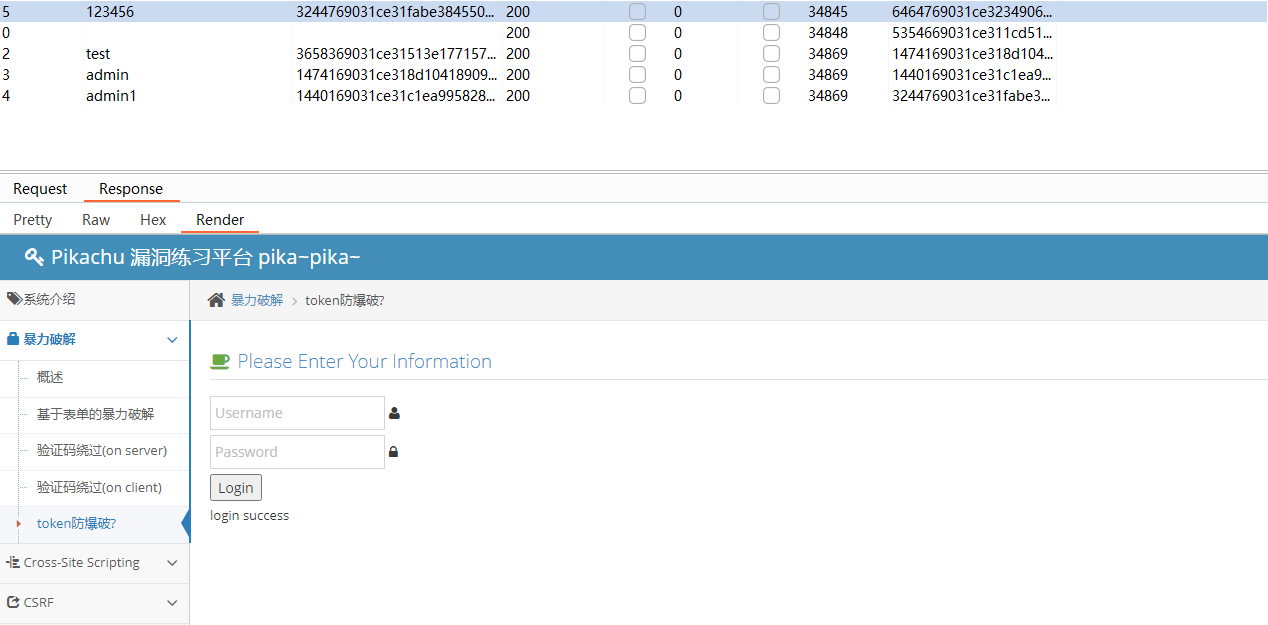 5 123456 3244769031ce31fabe384550... 200 0 34845 6464769031ce3234906...
0 200 0 34848 5354669031ce311cd51...
2 test 3658369031ce31513e177157... 200 0 34869 1474169031ce318d104...
3 admin 1474169031ce318d10418909... 200 0 34869 1440169031ce31c1ea9...
4 admin1 1440169031ce31c1ea995828... 200 0 34869 3244769031ce31fabe3...
Request Response
Pretty Raw Hex Render
Pikachu 漏洞练习平台 pika~pika~
系统介绍
暴力破解 > token防爆破?
暴力破解
Please Enter Your Information
概述
基于表单的暴力破解
验证码绕过(on server)
验证码绕过(on client)
token防爆破?
Username
Password
Login
login success
Cross-Site Scripting
CSRF